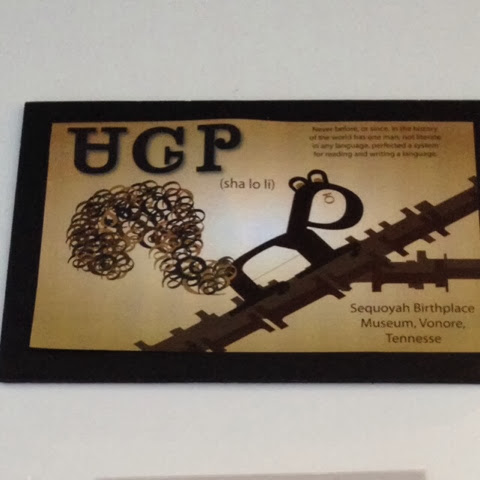 ᏌᎶᎵ
(sha lo li)
Never before, or since, in the history
of the world has one man, not literate
in any language, perfected a system
for reading and writing a language.
Sequoyah Birthplace
Museum, Vonore,
Tennesse